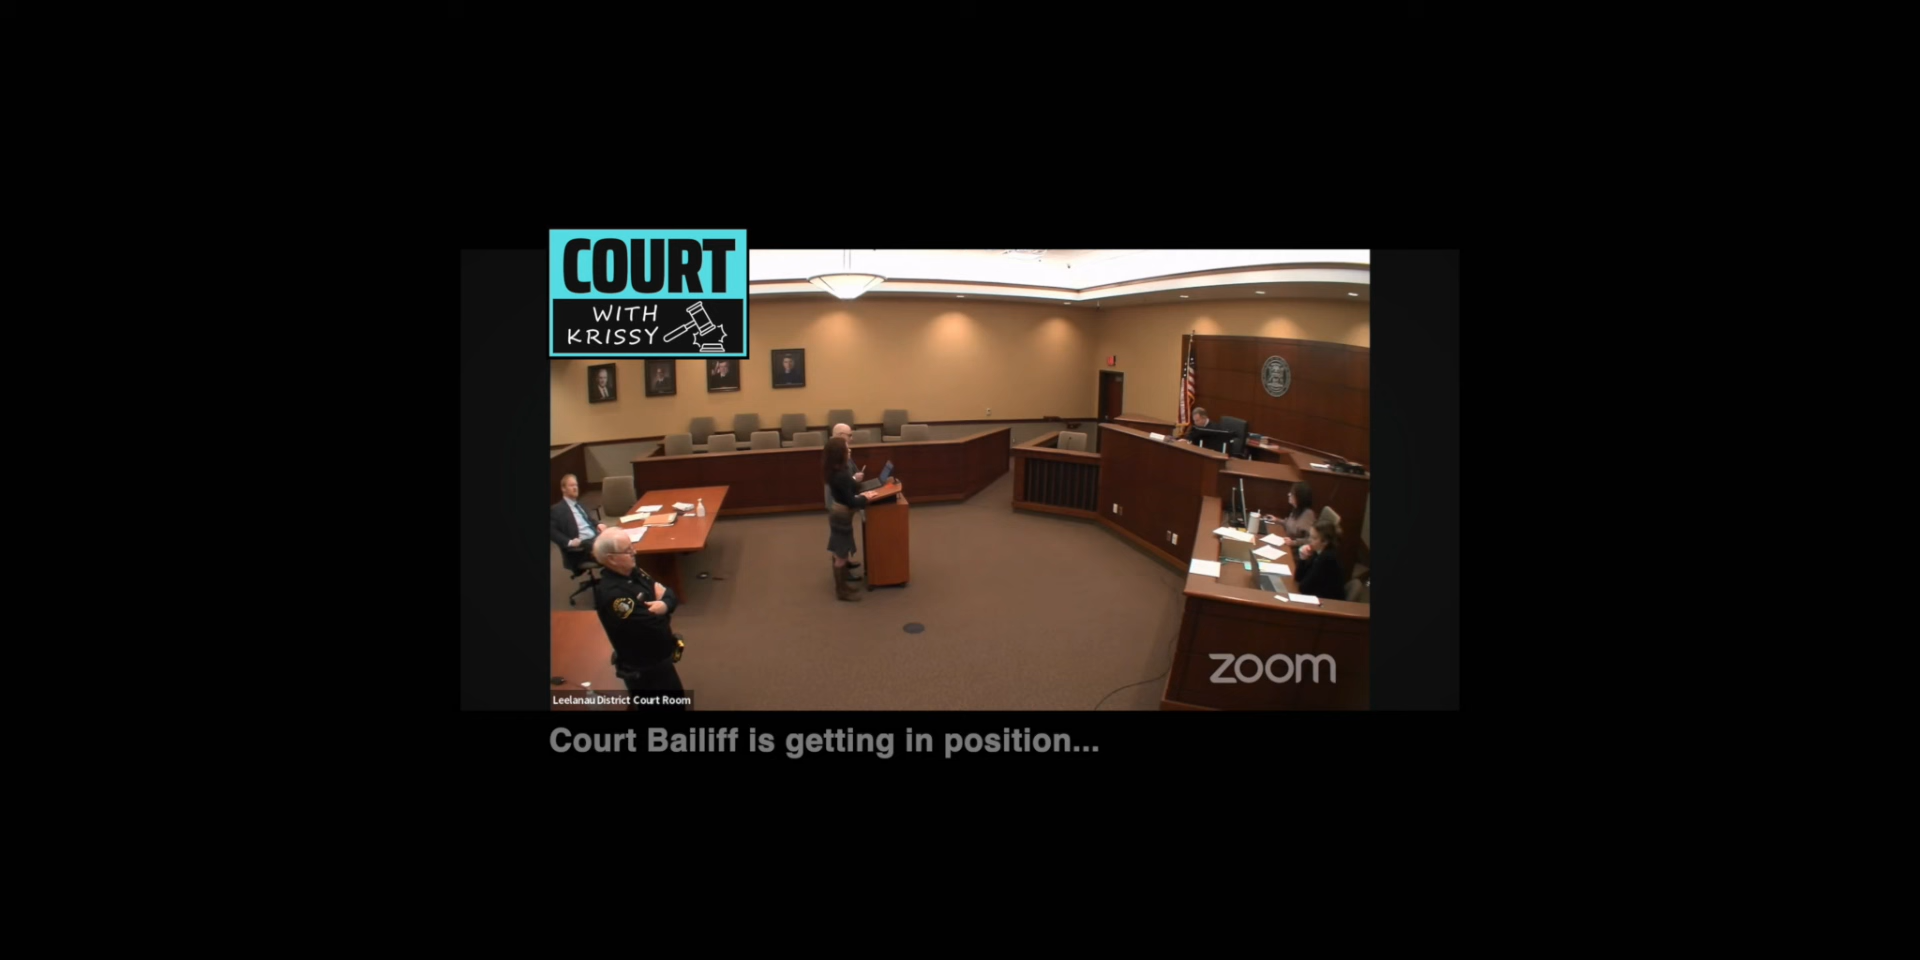 COURT
WITH
KRISSY
zoom
Leelanau District Court Room
Court Bailiff is getting in position...